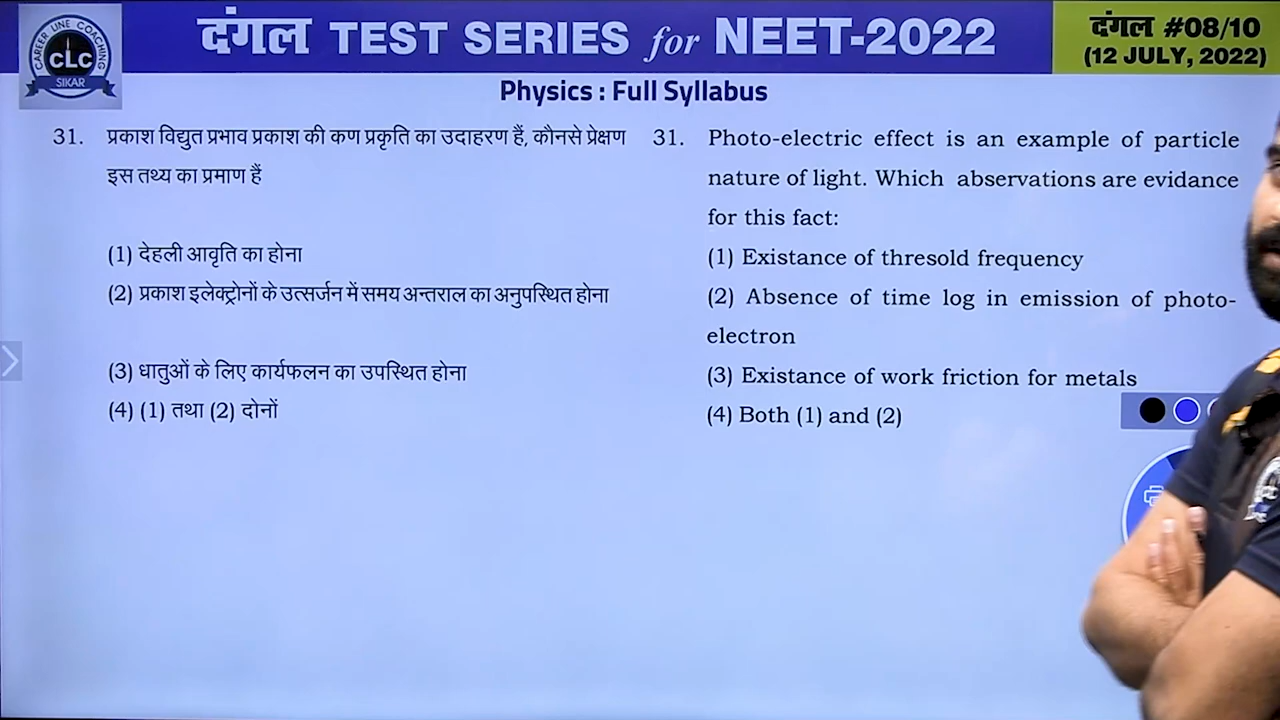 CAREER LINE COACHING
CLC
SIKAR
दंगल TEST SERIES for NEET-2022
दंगल #08/10
(12 JULY, 2022)
Physics : Full Syllabus
31. प्रकाश विद्युत प्रभाव प्रकाश की कण प्रकृति का उदाहरण हैं, कौनसे प्रेक्षण
इस तथ्य का प्रमाण हैं
(1) देहली आवृति का होना
(2) प्रकाश इलेक्ट्रोनों के उत्सर्जन में समय अन्तराल का अनुपस्थित होना
(3) धातुओं के लिए कार्यफलन का उपस्थित होना
(4) (1) तथा (2) दोनों
31. Photo-electric effect is an example of particle
nature of light. Which observations are evidance
for this fact:
(1) Existance of thresold frequency
(2) Absence of time log in emission of photo-
electron
(3) Existance of work friction for metals
(4) Both (1) and (2)